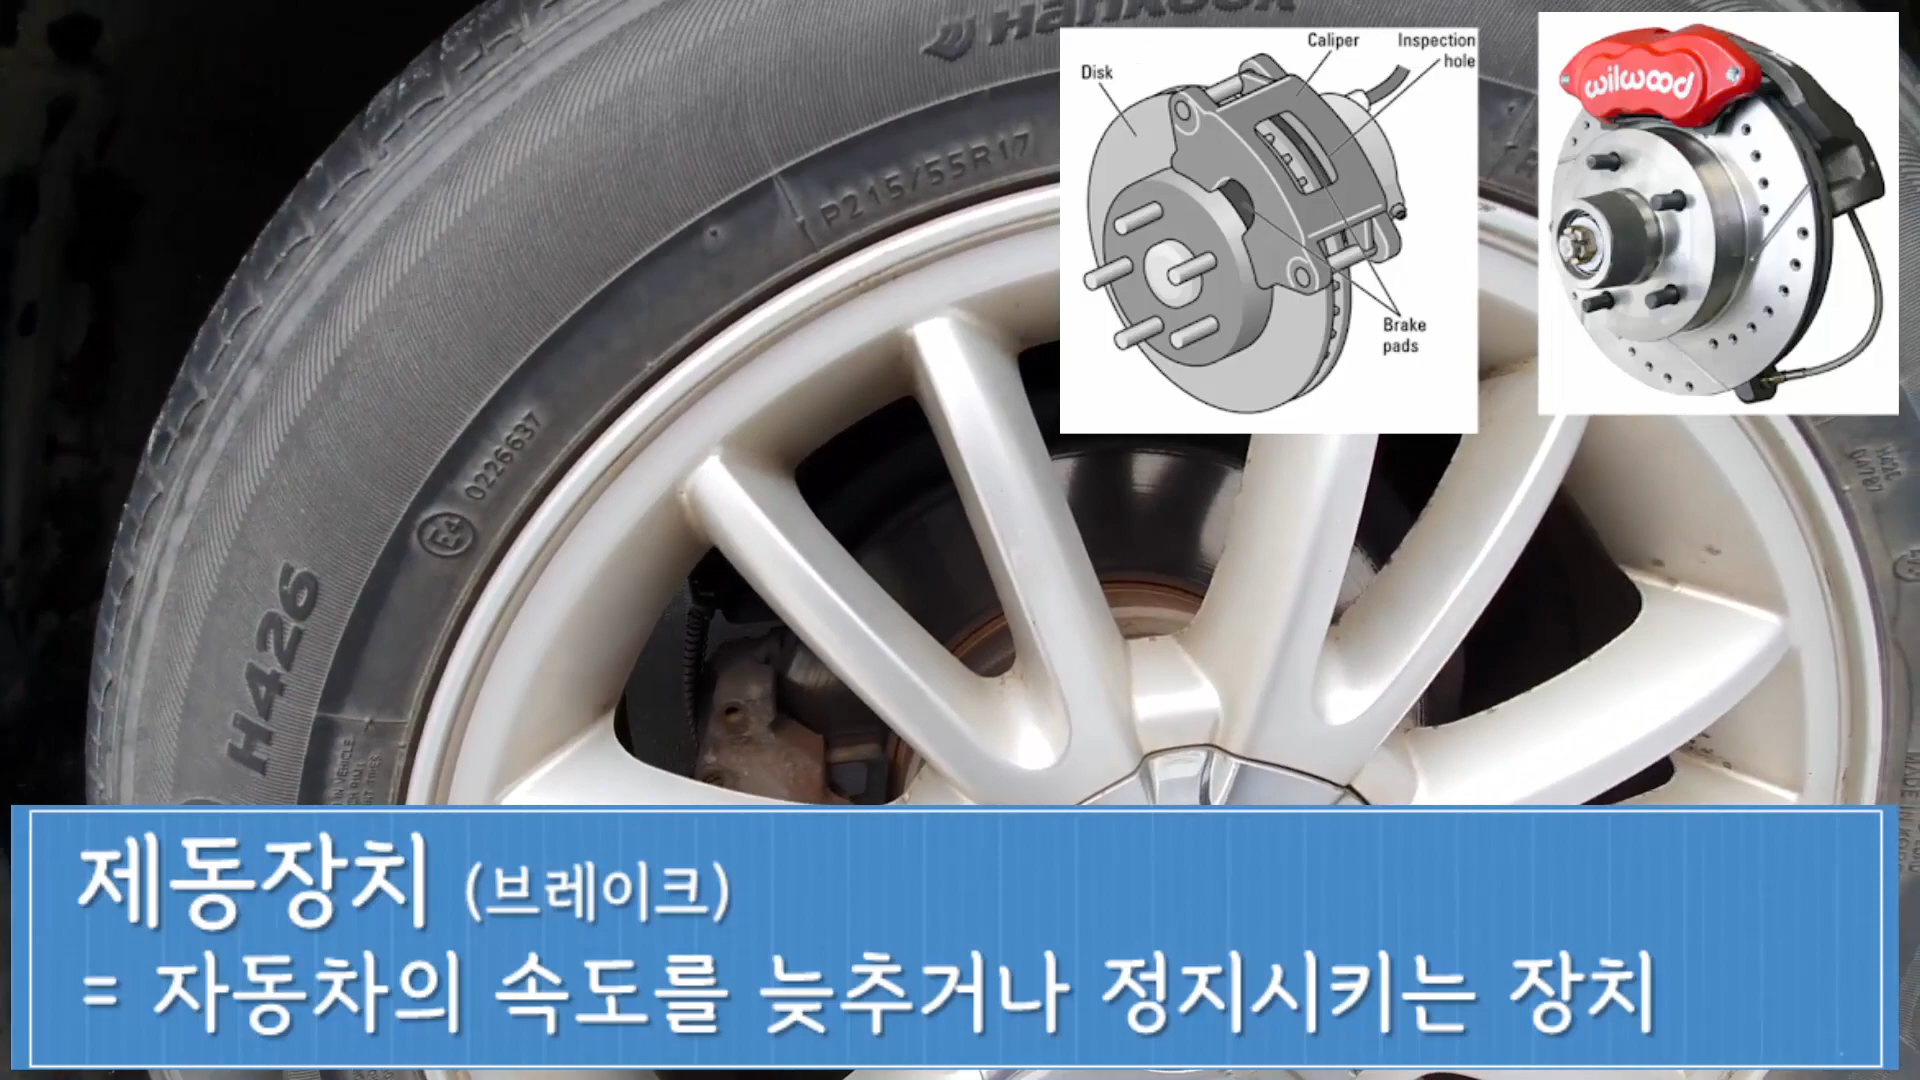 Hankook
P215/55R17
E4 0226637
H426
Disk
Caliper
Inspection
hole
Brake
pads
wilwood
제동장치 (브레이크)
= 자동차의 속도를 늦추거나 정지시키는 장치